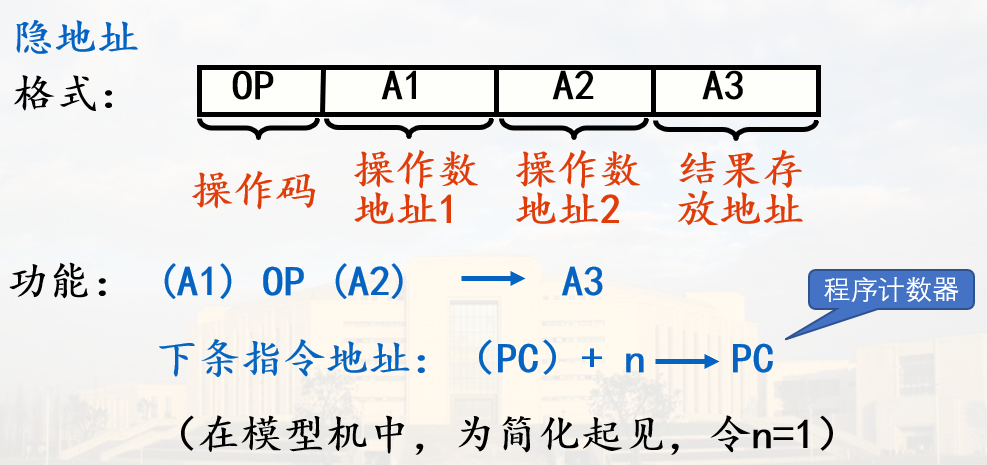 隐地址
格式： OP A1 A2 A3
操作码 操作数地址1 操作数地址2 结果存放地址
功能： (A1) OP (A2) → A3
程序计数器
下条指令地址：（PC）+ n → PC
（在模型机中，为简化起见，令n=1）